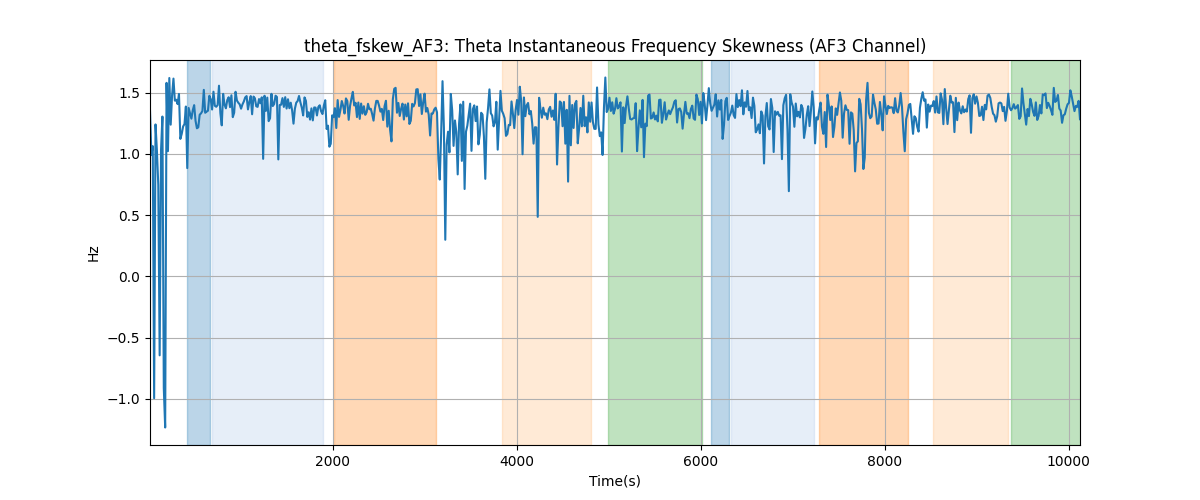 theta_fskew_AF3: Theta Instantaneous Frequency Skewness (AF3 Channel)
1.5
1.0
0.5
0.0
−0.5
−1.0
Hz
2000 4000 6000 8000 10000
Time(s)